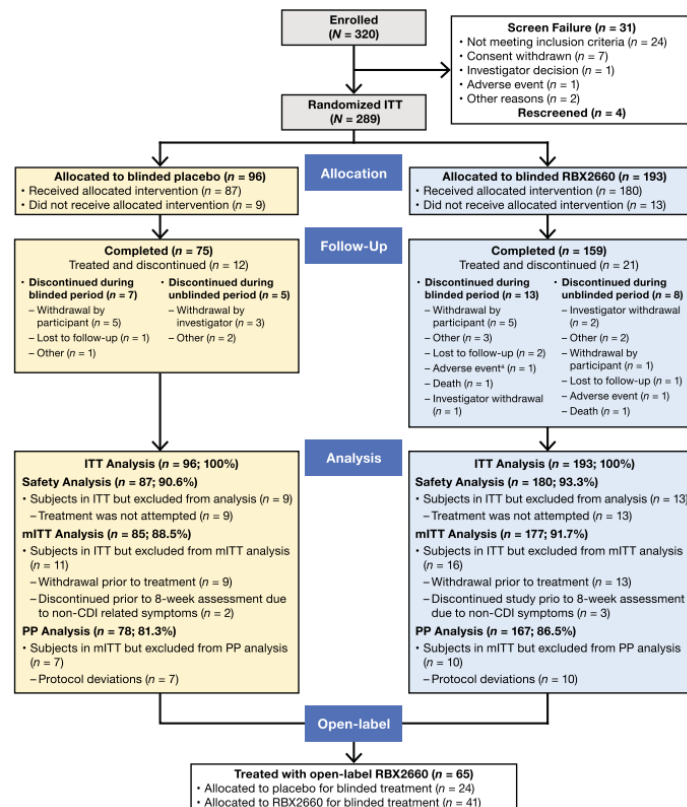 Enrolled
(N = 320)
Screen Failure (n = 31)
• Not meeting inclusion criteria (n = 24)
• Consent withdrawn (n = 7)
• Investigator decision (n = 1)
• Adverse event (n = 1)
• Other reasons (n = 2)
Rescreened (n = 4)
Randomized ITT
(N = 289)
Allocation
Allocated to blinded placebo (n = 96)
• Received allocated intervention (n = 87)
• Did not receive allocated intervention (n = 9)
Allocated to blinded RBX2660 (n = 193)
• Received allocated intervention (n = 180)
• Did not receive allocated intervention (n = 13)
Follow-Up
Completed (n = 75)
Treated and discontinued (n = 12)
• Discontinued during
blinded period (n = 7)
– Withdrawal by
participant (n = 5)
– Lost to follow-up (n = 1)
– Other (n = 1)
• Discontinued during
unblinded period (n = 5)
– Withdrawal by
investigator (n = 3)
– Other (n = 2)
Completed (n = 159)
Treated and discontinued (n = 21)
• Discontinued during
blinded period (n = 13)
– Withdrawal by
participant (n = 5)
– Other (n = 3)
– Lost to follow-up (n = 2)
– Adverse eventᵃ (n = 1)
– Death (n = 1)
– Investigator withdrawal
(n = 1)
• Discontinued during
unblinded period (n = 8)
– Investigator withdrawal
(n = 2)
– Other (n = 2)
– Withdrawal by
participant (n = 1)
– Lost to follow-up (n = 1)
– Adverse event (n = 1)
– Death (n = 1)
Analysis
ITT Analysis (n = 96; 100%)
Safety Analysis (n = 87; 90.6%)
• Subjects in ITT but excluded from analysis (n = 9)
– Treatment was not attempted (n = 9)
mITT Analysis (n = 85; 88.5%)
• Subjects in ITT but excluded from mITT analysis
(n = 11)
– Withdrawal prior to treatment (n = 9)
– Discontinued prior to 8-week assessment due
to non-CDI related symptoms (n = 2)
PP Analysis (n = 78; 81.3%)
• Subjects in mITT but excluded from PP analysis
(n = 7)
– Protocol deviations (n = 7)
ITT Analysis (n = 193; 100%)
Safety Analysis (n = 180; 93.3%)
• Subjects in ITT but excluded from analysis (n = 13)
– Treatment was not attempted (n = 13)
mITT Analysis (n = 177; 91.7%)
• Subjects in ITT but excluded from mITT analysis
(n = 16)
– Withdrawal prior to treatment (n = 13)
– Discontinued study prio to 8-week assessment
due to non-CDI symptoms (n = 3)
PP Analysis (n = 167; 86.5%)
• Subjects in mITT but excluded from PP analysis
(n = 10)
– Protocol deviations (n = 10)
Open-label
Treated with open-label RBX2660 (n = 65)
• Allocated to placebo for blinded treatment (n = 24)
• Allocated to RBX2660 for blinded treatment (n = 41)